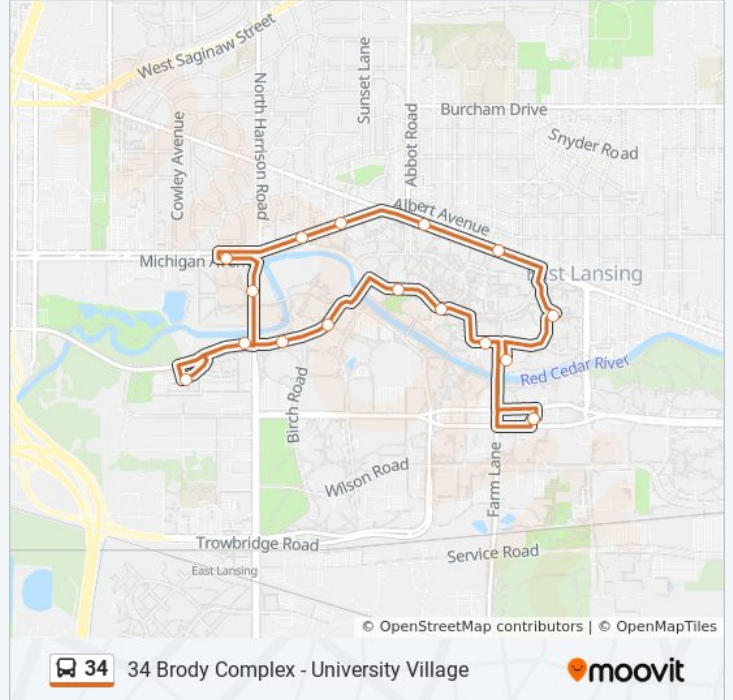 West Saginaw Street
Sunset Lane
North Harrison Road
Abbot Road
Burcham Drive
Snyder Road
Cowley Avenue
Albert Avenue
Michigan
East Lansing
Red Cedar River
Birch Road
Wilson Road
Farm Lane
Trowbridge Road
Service Road
East Lansing
© OpenStreetMap contributors | © OpenMapTiles
34 34 Brody Complex - University Village moovit